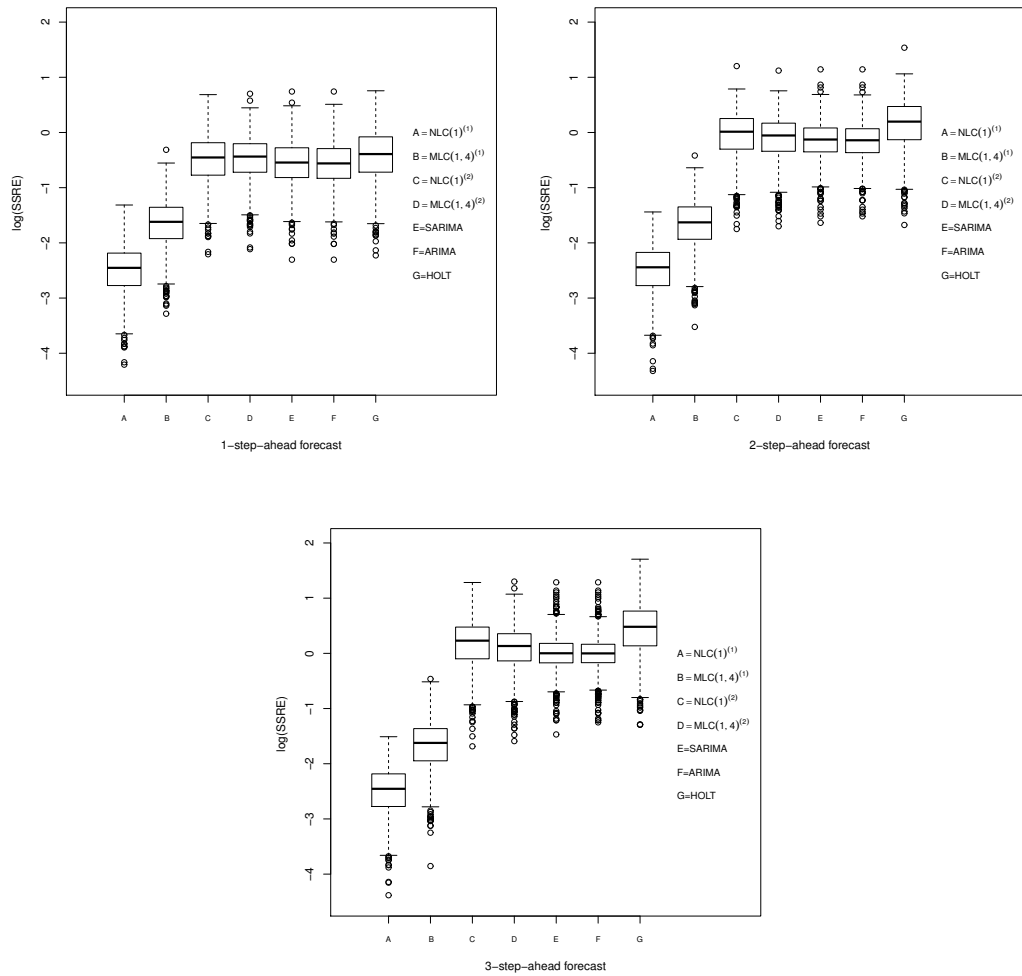 log(SSRE)
2
1
0
−1
−2
−3
−4
A = NLC(1)^(1)
B = MLC(1, 4)^(1)
C = NLC(1)^(2)
D = MLC(1, 4)^(2)
E=SARIMA
F=ARIMA
G=HOLT
A B C D E F G
1−step−ahead forecast
log(SSRE)
2
1
0
−1
−2
−3
−4
A = NLC(1)^(1)
B = MLC(1, 4)^(1)
C = NLC(1)^(2)
D = MLC(1, 4)^(2)
E=SARIMA
F=ARIMA
G=HOLT
A B C D E F G
2−step−ahead forecast
log(SSRE)
2
1
0
−1
−2
−3
−4
A = NLC(1)^(1)
B = MLC(1, 4)^(1)
C = NLC(1)^(2)
D = MLC(1, 4)^(2)
E=SARIMA
F=ARIMA
G=HOLT
A B C D E F G
3−step−ahead forecast